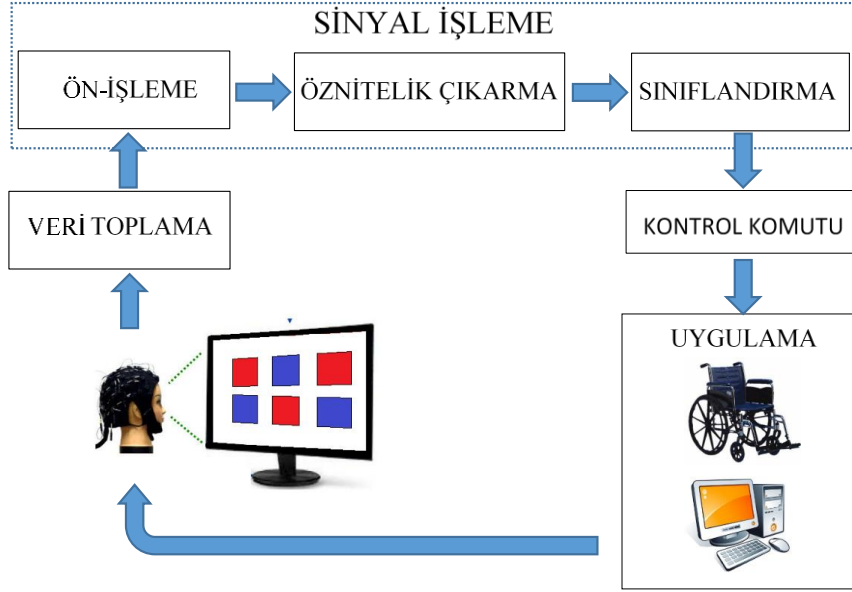 SİNYAL İŞLEME
ÖN-İŞLEME
ÖZNİTELİK ÇIKARMA
SINIFLANDIRMA
VERİ TOPLAMA
KONTROL KOMUTU
UYGULAMA